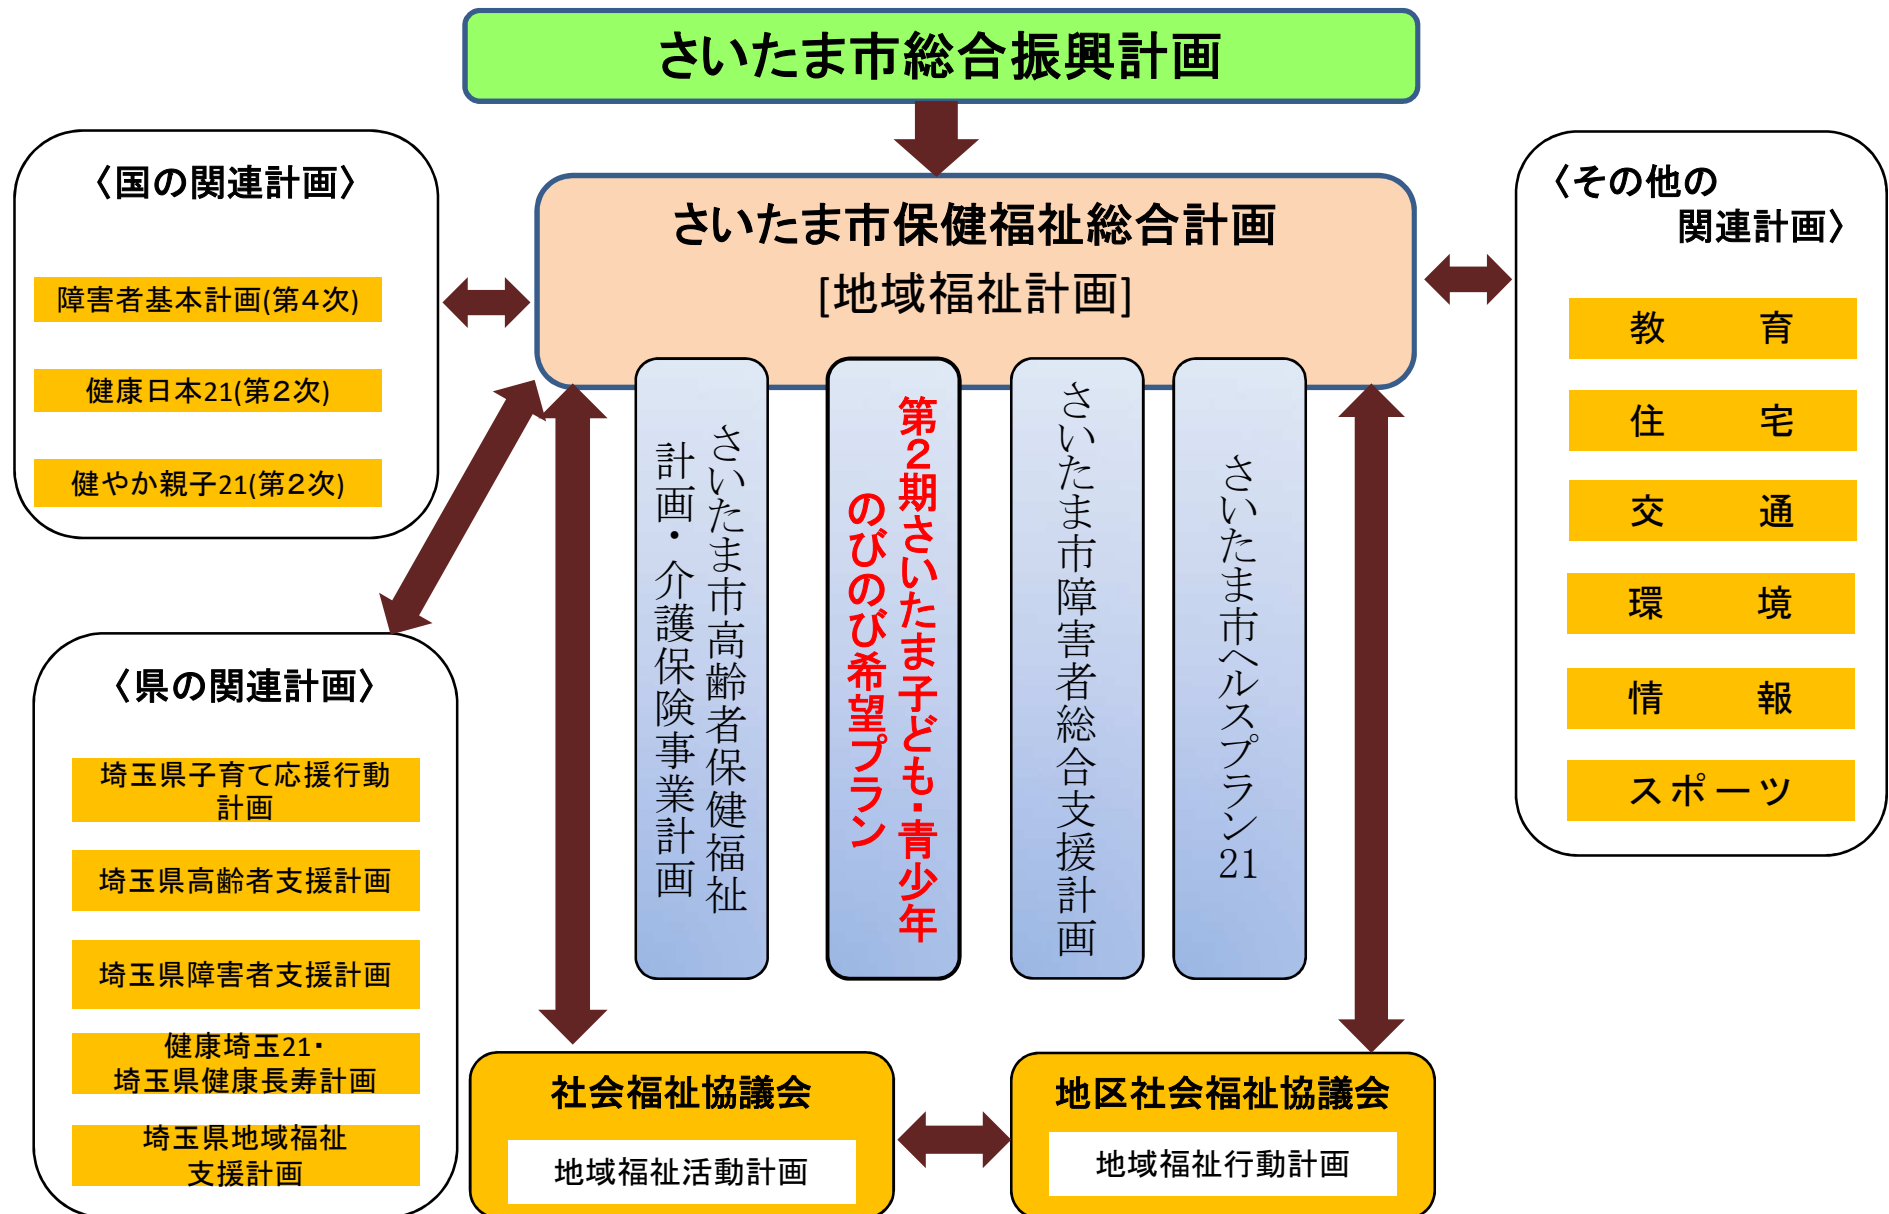 さいたま市総合振興計画
〈国の関連計画〉
障害者基本計画(第4次)
健康日本21(第2次)
健やか親子21(第2次)
〈県の関連計画〉
埼玉県子育て応援行動
計画
埼玉県高齢者支援計画
埼玉県障害者支援計画
健康埼玉21・
埼玉県健康長寿計画
埼玉県地域福祉
支援計画
さいたま市保健福祉総合計画
[地域福祉計画]
さいたま市高齢者保健福祉
計画・介護保険事業計画
第2期さいたま子ども・青少年
のびのび希望プラン
さいたま市障害者総合支援計画
さいたま市ヘルスプラン21
社会福祉協議会
地域福祉活動計画
地区社会福祉協議会
地域福祉行動計画
〈その他の
関連計画〉
教 育
住 宅
交 通
環 境
情 報
スポーツ